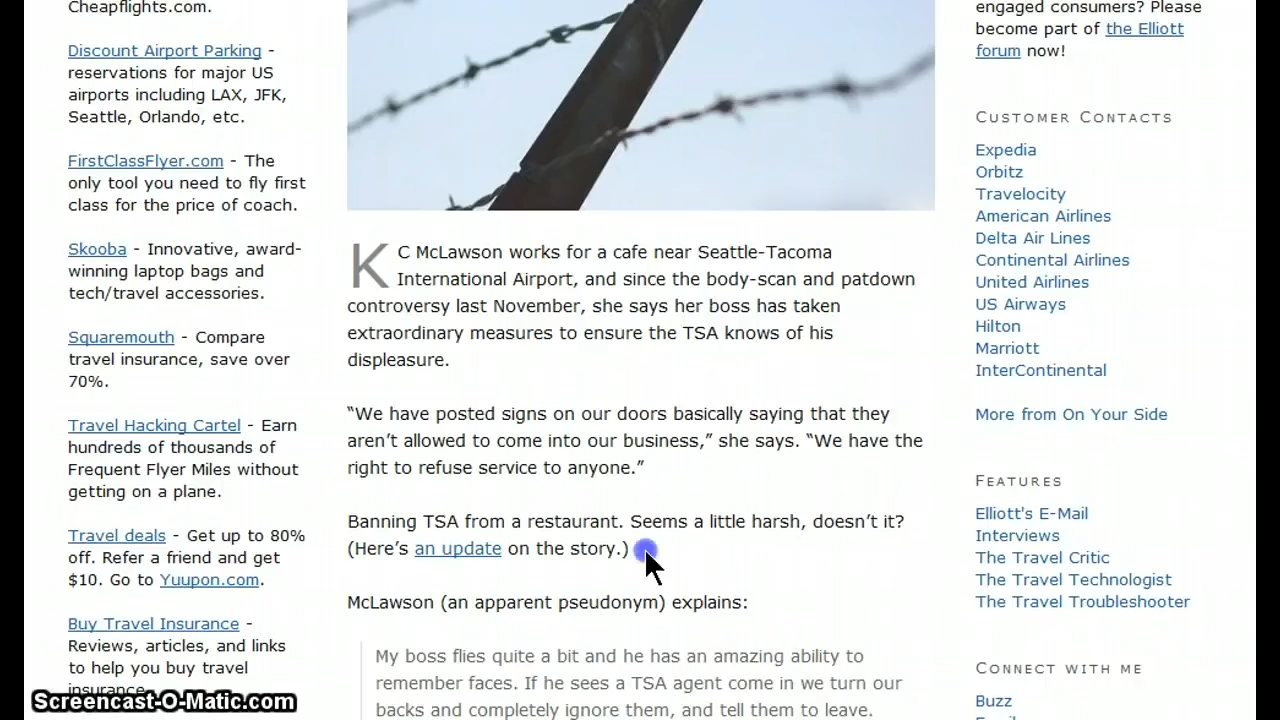 Cheapflights.com.
Discount Airport Parking -
reservations for major US
airports including LAX, JFK,
Seattle, Orlando, etc.
FirstClassFlyer.com - The
only tool you need to fly first
class for the price of coach.
Skooba - Innovative, award-
winning laptop bags and
tech/travel accessories.
Squaremouth - Compare
travel insurance, save over
70%.
Travel Hacking Cartel - Earn
hundreds of thousands of
Frequent Flyer Miles without
getting on a plane.
Travel deals - Get up to 80%
off. Refer a friend and get
$10. Go to Yuupon.com.
Buy Travel Insurance -
Reviews, articles, and links
to help you buy travel
insurance.
KC McLawson works for a cafe near Seattle-Tacoma
International Airport, and since the body-scan and patdown
controversy last November, she says her boss has taken
extraordinary measures to ensure the TSA knows of his
displeasure.
“We have posted signs on our doors basically saying that they
aren’t allowed to come into our business,” she says. “We have the
right to refuse service to anyone.”
Banning TSA from a restaurant. Seems a little harsh, doesn’t it?
(Here’s an update on the story.)
McLawson (an apparent pseudonym) explains:
My boss flies quite a bit and he has an amazing ability to
remember faces. If he sees a TSA agent come in we turn our
backs and completely ignore them, and tell them to leave.
engaged consumers? Please
become part of the Elliott
forum now!
Customer Contacts
Expedia
Orbitz
Travelocity
American Airlines
Delta Air Lines
Continental Airlines
United Airlines
US Airways
Hilton
Marriott
InterContinental
More from On Your Side
Features
Elliott's E-Mail
Interviews
The Travel Critic
The Travel Technologist
The Travel Troubleshooter
Connect with me
Buzz
Screencast-O-Matic.com